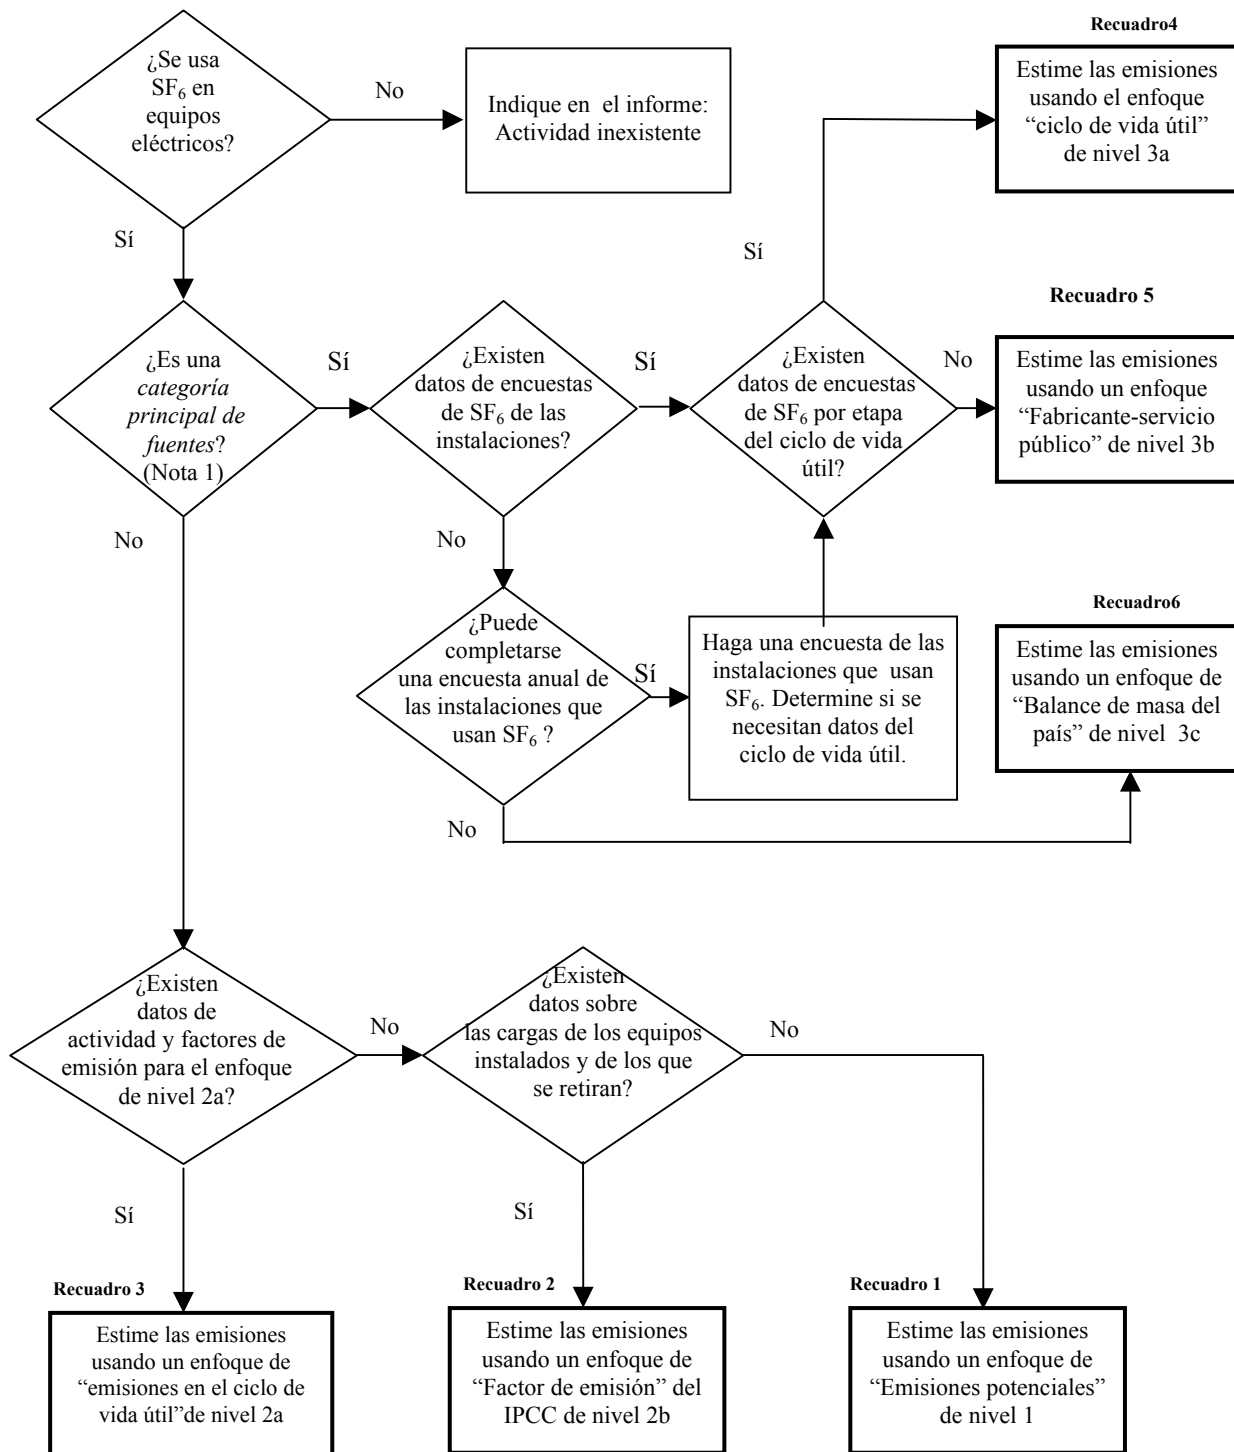 ¿Se usa
SF6 en
equipos
eléctricos?
No
Indique en el informe:
Actividad inexistente
Recuadro4
Estime las emisiones
usando el enfoque
“ciclo de vida útil”
de nivel 3a
Sí
Sí
¿Es una
categoría
principal de
fuentes?
(Nota 1)
Sí
¿Existen
datos de encuestas
de SF6 de las
instalaciones?
Sí
¿Existen
datos de encuestas
de SF6 por etapa
del ciclo de vida
útil?
No
Recuadro 5
Estime las emisiones
usando un enfoque
“Fabricante-servicio
público” de nivel 3b
No
No
¿Puede
completarse
una encuesta anual de
las instalaciones que
usan SF6 ?
Sí
Haga una encuesta de las
instalaciones que usan
SF6. Determine si se
necesitan datos del
ciclo de vida útil.
Recuadro6
Estime las emisiones
usando un enfoque de
“Balance de masa del
país” de nivel 3c
No
¿Existen
datos de
actividad y factores de
emisión para el enfoque
de nivel 2a?
No
¿Existen
datos sobre
las cargas de los equipos
instalados y de los que
se retiran?
No
Sí
Sí
Recuadro 3
Estime las emisiones
usando un enfoque de
“emisiones en el ciclo de
vida útil”de nivel 2a
Recuadro 2
Estime las emisiones
usando un enfoque de
“Factor de emisión” del
IPCC de nivel 2b
Recuadro 1
Estime las emisiones
usando un enfoque de
“Emisiones potenciales”
de nivel 1